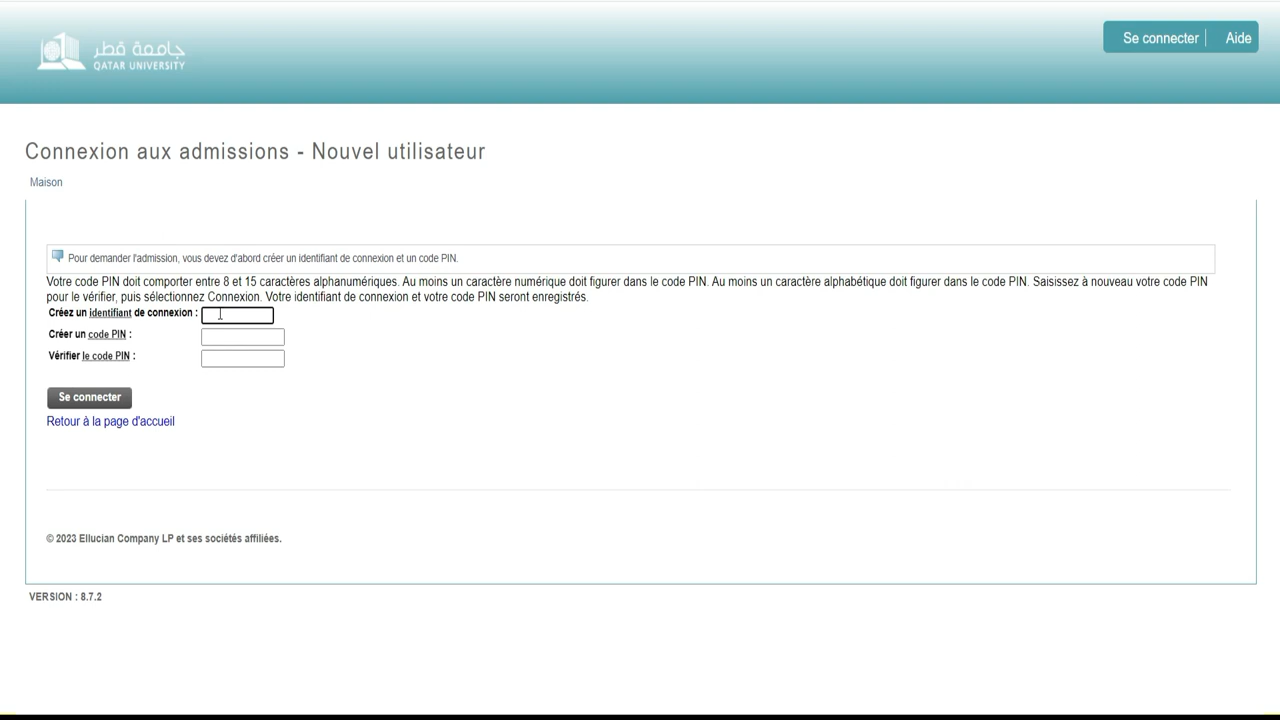 جامعة قطر
QATAR UNIVERSITY
Se connecter
Aide
Connexion aux admissions - Nouvel utilisateur
Maison
Pour demander l'admission, vous devez d'abord créer un identifiant de connexion et un code PIN.
Votre code PIN doit comporter entre 8 et 15 caractères alphanumériques. Au moins un caractère numérique doit figurer dans le code PIN. Au moins un caractère alphabétique doit figurer dans le code PIN. Saisissez à nouveau votre code PIN
pour le vérifier, puis sélectionnez Connexion. Votre identifiant de connexion et votre code PIN seront enregistrés.
Créez un identifiant de connexion :
Créer un code PIN :
Vérifier le code PIN :
Se connecter
Retour à la page d'accueil
© 2023 Ellucian Company LP et ses sociétés affiliées.
VERSION : 8.7.2